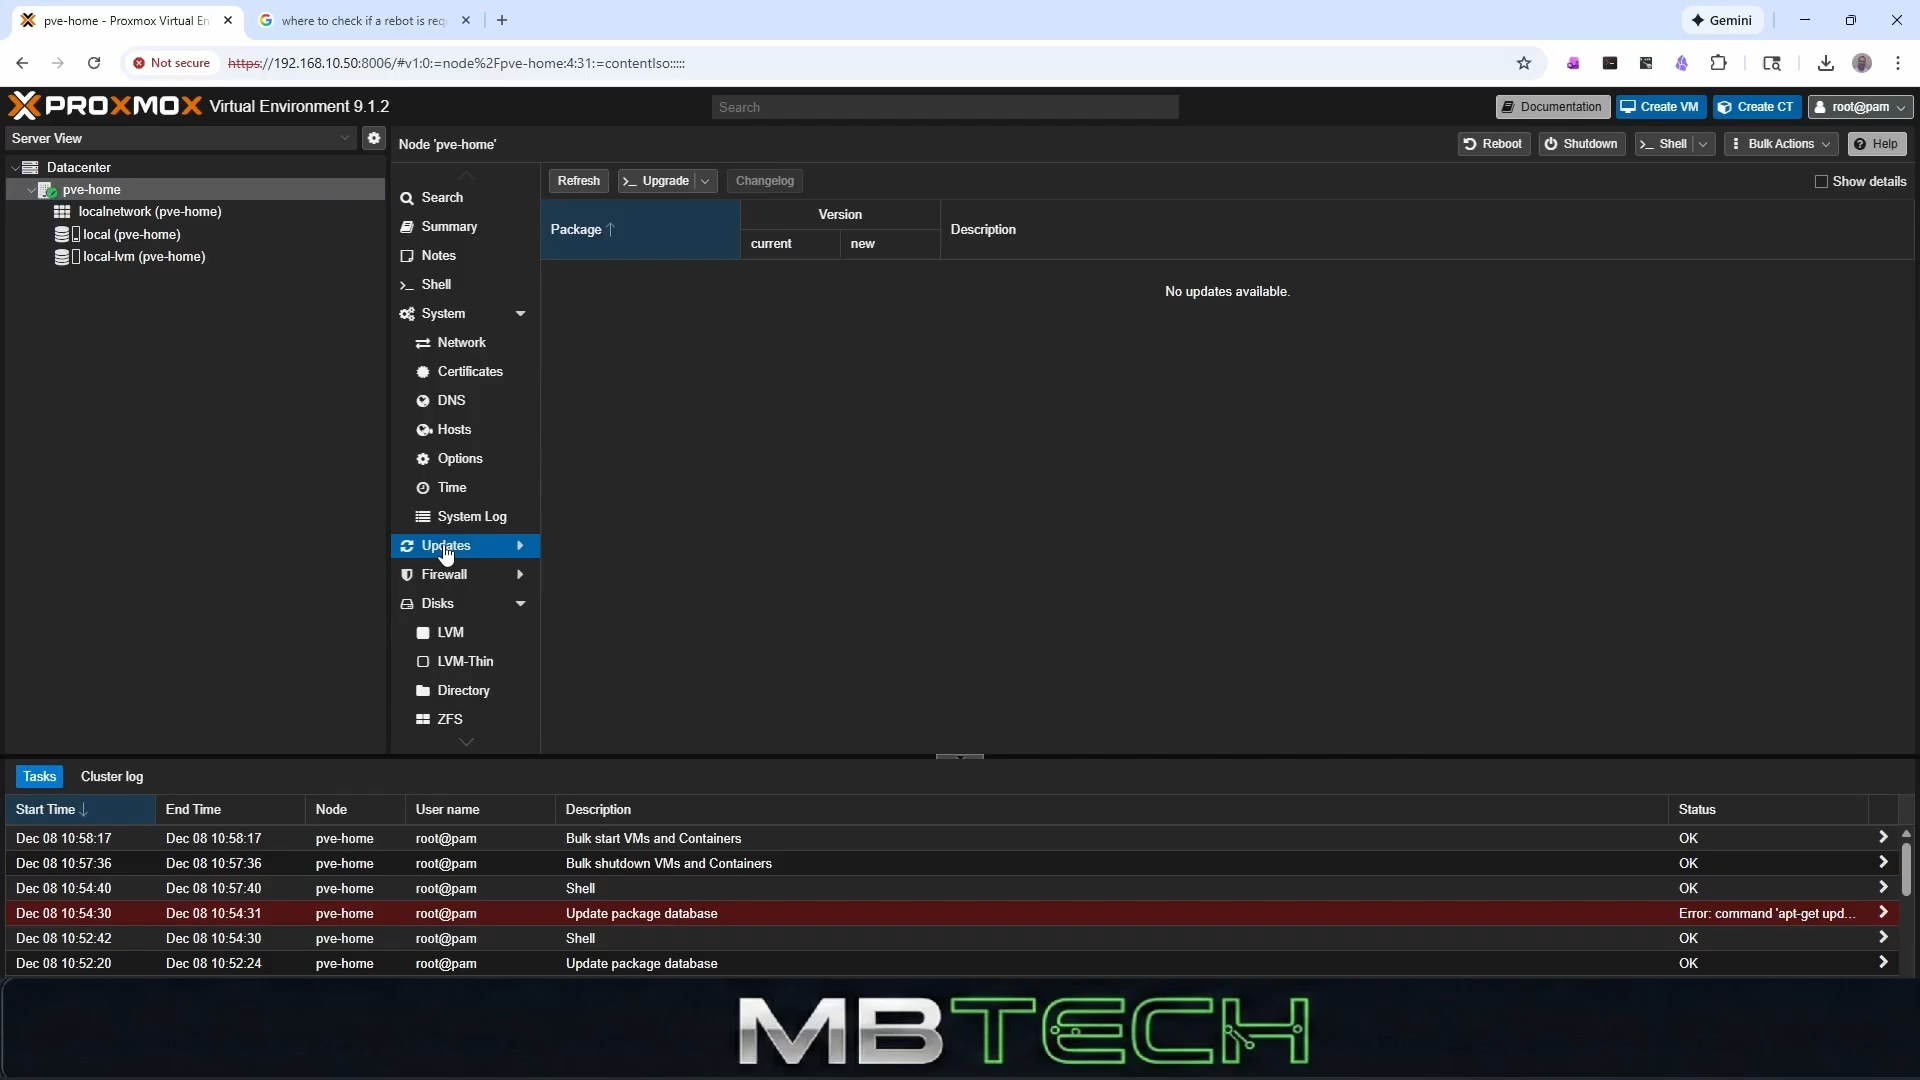 pve-home - Proxmox Virtual En
where to check if a rebot is req
Gemini
Not secure
https://192.168.10.50:8006/#v1:0:=node%2Fpve-home:4:31:=contentIso:::::
PROXMOX Virtual Environment 9.1.2
Search
Documentation
Create VM
Create CT
root@pam
Server View
Node 'pve-home'
Reboot
Shutdown
>_ Shell
Bulk Actions
Help
Datacenter
pve-home
localnetwork (pve-home)
local (pve-home)
local-lvm (pve-home)
Search
Summary
Notes
>_ Shell
System
Network
Certificates
DNS
Hosts
Options
Time
System Log
Updates
Firewall
Disks
LVM
LVM-Thin
Directory
ZFS
Refresh
>_ Upgrade
Changelog
Show details
Package
Version
current
new
Description
No updates available.
Tasks
Cluster log
Start Time
End Time
Node
User name
Description
Status
Dec 08 10:58:17 Dec 08 10:58:17 pve-home root@pam Bulk start VMs and Containers OK
Dec 08 10:57:36 Dec 08 10:57:36 pve-home root@pam Bulk shutdown VMs and Containers OK
Dec 08 10:54:40 Dec 08 10:57:40 pve-home root@pam Shell OK
Dec 08 10:54:30 Dec 08 10:54:31 pve-home root@pam Update package database Error: command 'apt-get upd...
Dec 08 10:52:42 Dec 08 10:54:30 pve-home root@pam Shell OK
Dec 08 10:52:20 Dec 08 10:52:24 pve-home root@pam Update package database OK
MBTECH